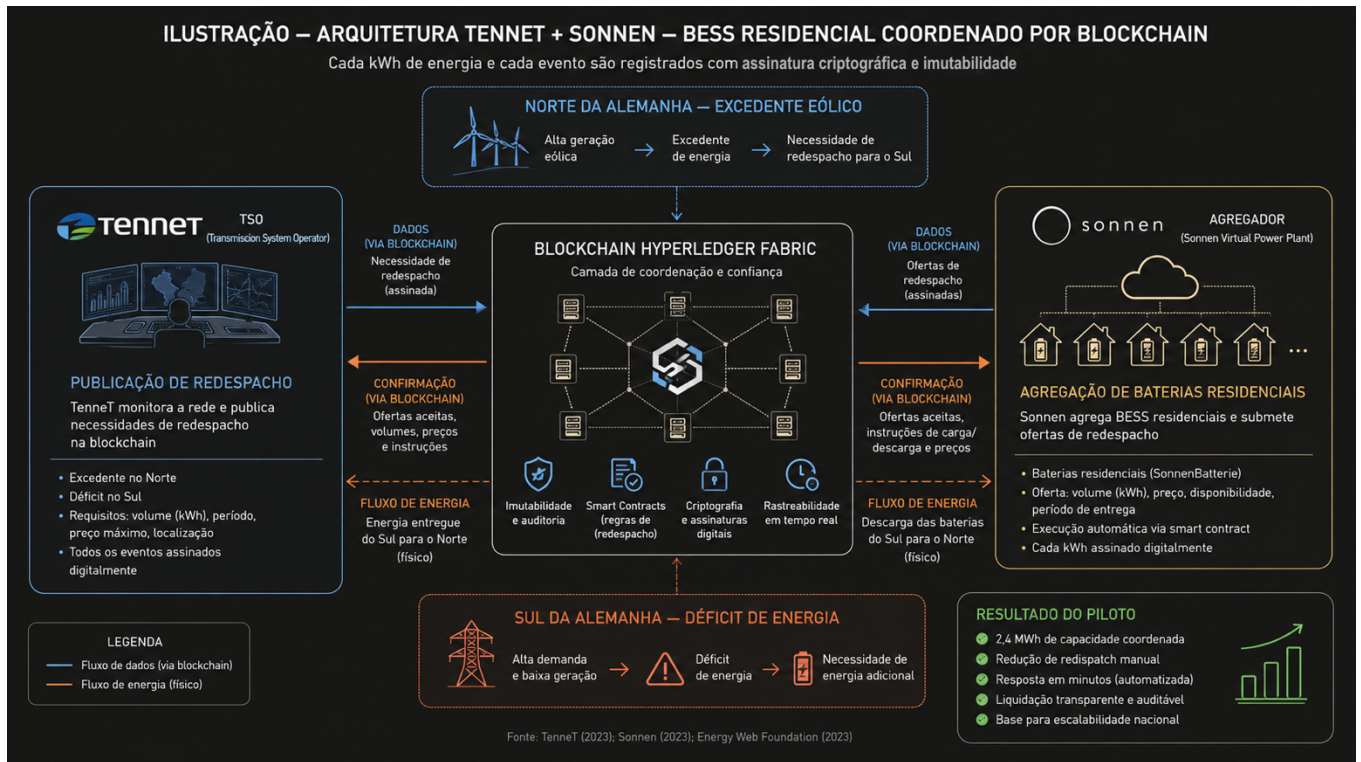 ILUSTRAÇÃO — ARQUITETURA TENNET + SONNEN — BESS RESIDENCIAL COORDENADO POR BLOCKCHAIN
Cada kWh de energia e cada evento são registrados com assinatura criptográfica e imutabilidade
NORTE DA ALEMANHA — EXCEDENTE EÓLICO
Alta geração
eólica
Excedente
de energia
Necessidade de
redespacho para o Sul
TenneT
TSO
(Transmiscion System Operator)
PUBLICAÇÃO DE REDESPACHO
TenneT monitora a rede e publica
necessidades de redespacho
na blockchain
• Excedente no Norte
• Déficit no Sul
• Requisitos: volume (kWh), período,
preço máximo, localização
• Todos os eventos assinados
digitalmente
DADOS
(VIA BLOCKCHAIN)
Necessidade de
redespacho
(assinada)
CONFIRMAÇÃO
(VIA BLOCKCHAIN)
Ofertas aceitas,
volumes, preços
e instruções
FLUXO DE ENERGIA
Energia entregue
do Sul para o Norte
(físico)
BLOCKCHAIN HYPERLEDGER FABRIC
Camada de coordenação e confiança
Imutabilidade
e auditoria
Smart Contracts
(regras de
(redespacho)
Criptografia
e assinaturas
digitais
Rastreabilidade
em tempo real
DADOS
(VIA BLOCKCHAIN)
Ofertas de
redespacho
(assinadas)
CONFIRMAÇÃO
(VIA BLOCKCHAIN)
Ofertas aceitas,
instruções de carga/
descarga e preços
FLUXO DE ENERGIA
Descarga das baterias
do Sul para o Norte
(físico)
sonnen
AGREGADOR
(Sonnen Virtual Power Plant)
...
AGREGAÇÃO DE BATERIAS RESIDENCIAIS
Sonnen agrega BESS residenciais e submete
ofertas de redespacho
• Baterias residenciais (SonnenBatterie)
• Oferta: volume (kWh), preço, disponibilidade,
período de entrega
• Execução automática via smart contract
• Cada kWh assinado digitalmente
SUL DA ALEMANHA — DÉFICIT DE ENERGIA
Alta demanda
e baixa geração
Déficit
de energia
Necessidade de
energia adicional
LEGENDA
Fluxo de dados (via blockchain)
Fluxo de energia (físico)
RESULTADO DO PILOTO
2,4 MWh de capacidade coordenada
Redução de redispatch manual
Resposta em minutos (automatizada)
Liquidação transparente e auditável
Base para escalabilidade nacional
Fonte: TenneT (2023); Sonnen (2023); Energy Web Foundation (2023)